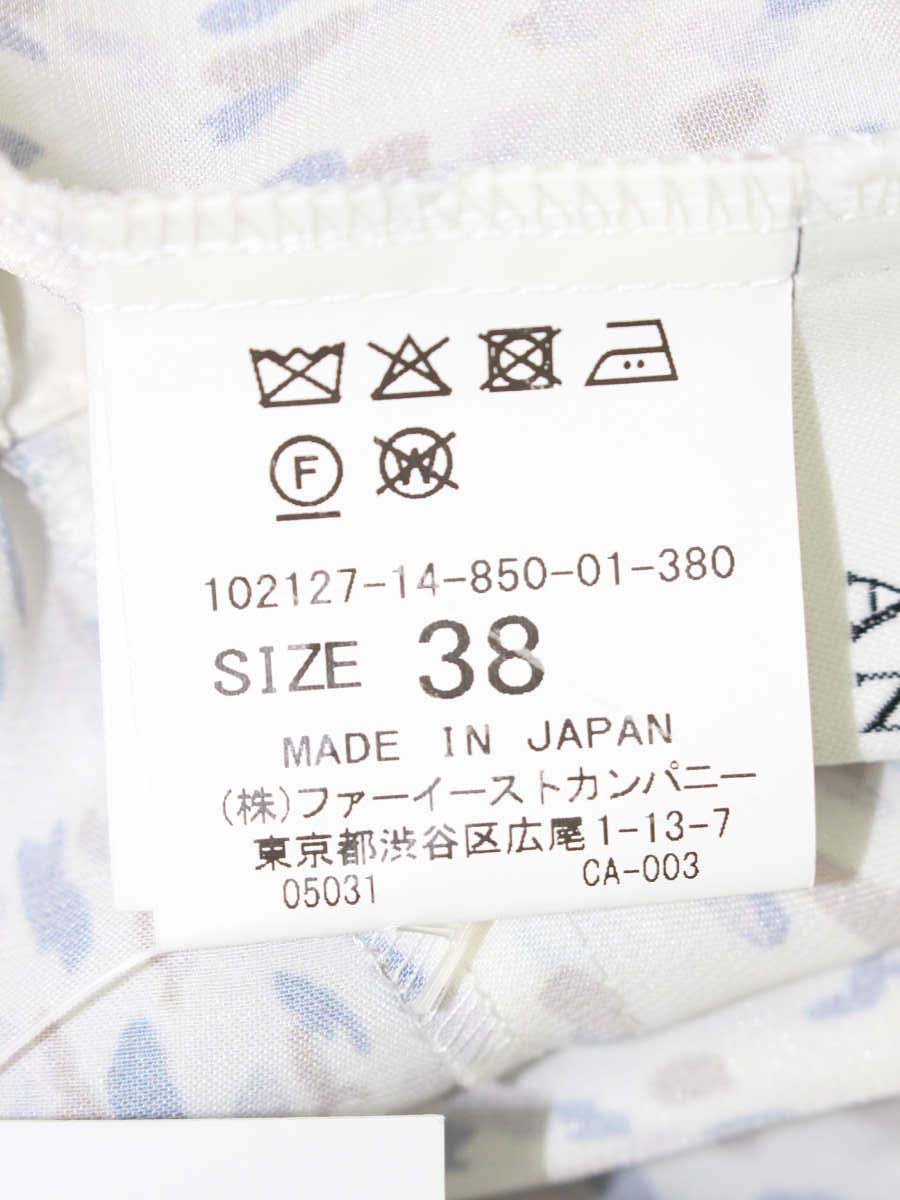 F
W
102127-14-850-01-380
SIZE 38
MADE IN JAPAN
(株)ファーイーストカンパニー
東京都渋谷区広尾1-13-7
05031 CA-003
AN